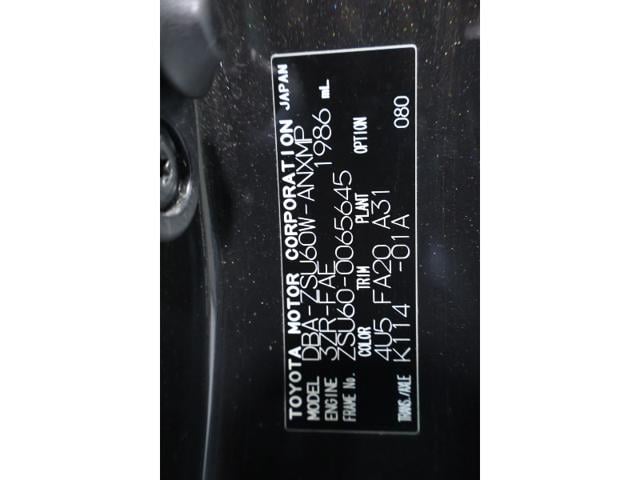 TOYOTA MOTOR CORPORATION JAPAN
MODEL DBA-ZSU60W-ANXMP
ENGINE 3ZR-FAE 1986 mL
FRAME No. ZSU60-0065645
COLOR TRIM PLANT OPTION
4U5 FA20 A31
TRANS./AXLE K114 -01A 080